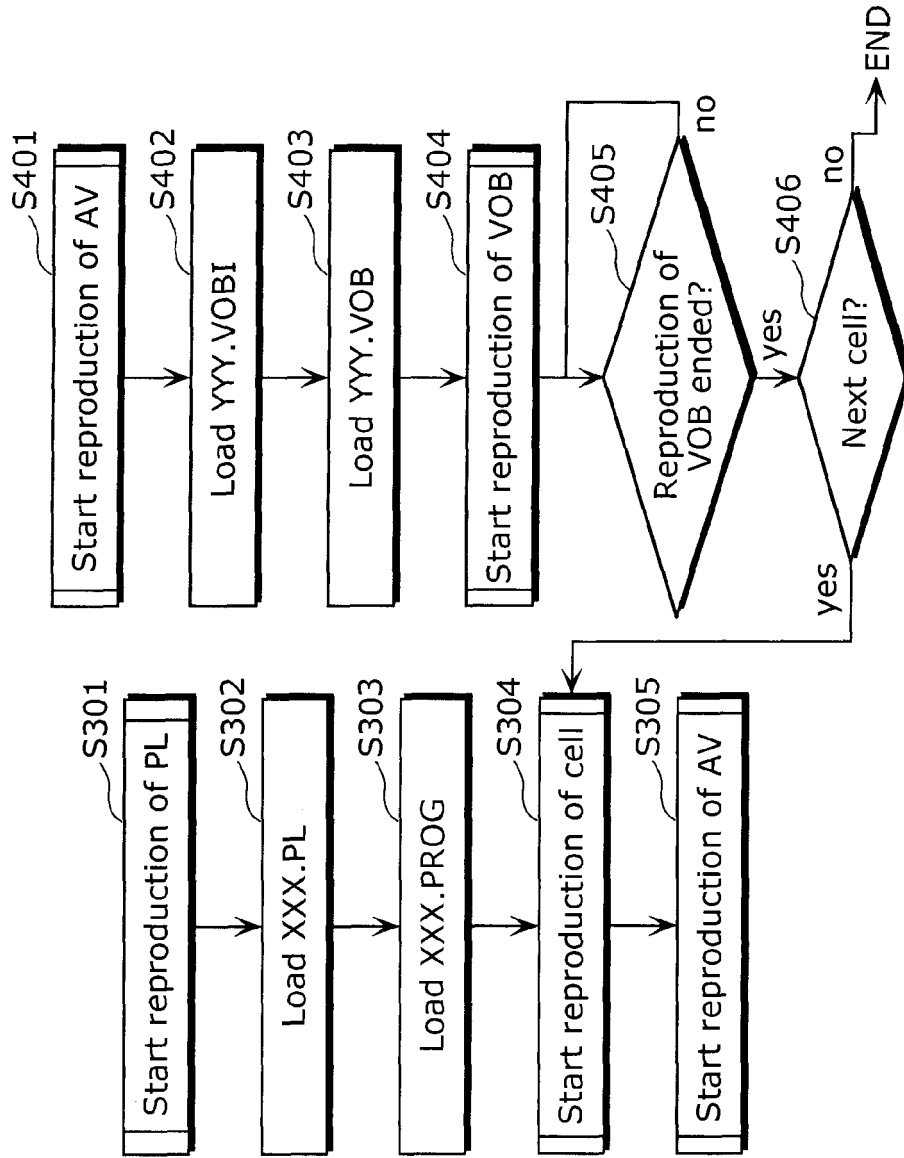 S301
Start reproduction of PL
S302
Load XXX.PL
S303
Load XXX.PROG
S304
Start reproduction of cell
S305
Start reproduction of AV
S401
Start reproduction of AV
S402
Load YYY.VOBI
S403
Load YYY.VOB
S404
Start reproduction of VOB
S405
Reproduction of
VOB ended?
no
yes
S406
Next cell?
yes
no
END